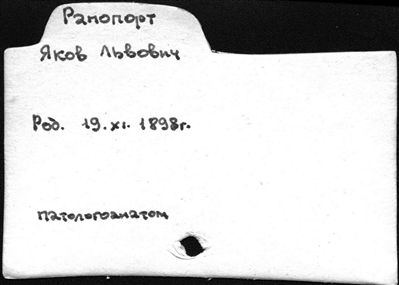 Рапопорт
Яков Львович
Род. 19.XI.1898г.
патологоанатом